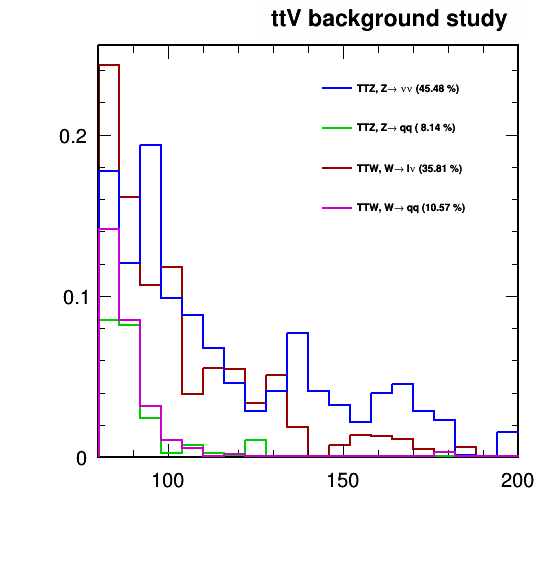 ttV background study
TTZ, Z→ νν (45.48 %)
TTZ, Z→ qq ( 8.14 %)
TTW, W→ lν (35.81 %)
TTW, W→ qq (10.57 %)
0.2
0.1
0
100 150 200